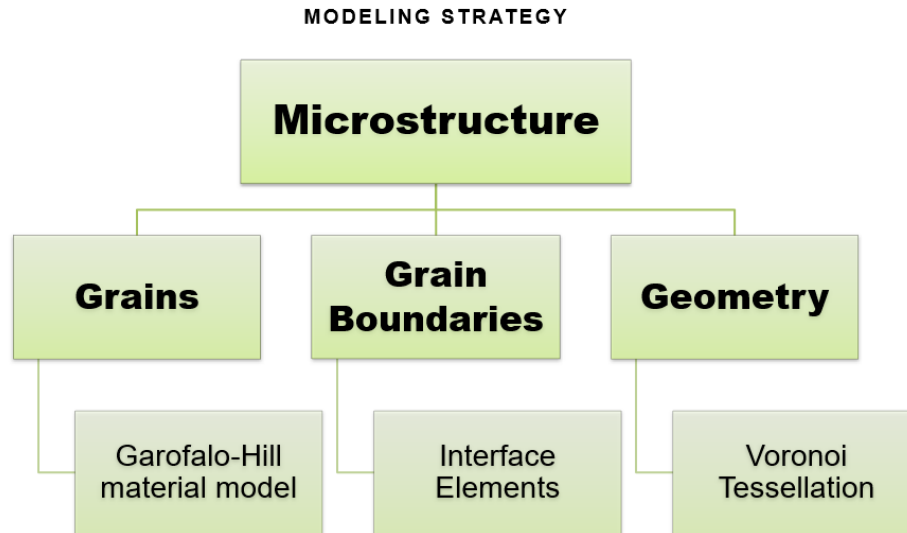 MODELING STRATEGY
Microstructure
Grains
Grain
Boundaries
Geometry
Garofalo-Hill
material model
Interface
Elements
Voronoi
Tessellation